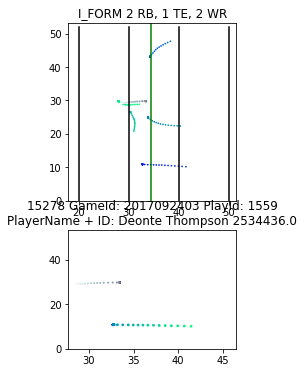 I_FORM 2 RB, 1 TE, 2 WR
50
40
30
20
10
0
20 30 40 50
15278 GameId: 2017092403 PlayId: 1559
PlayerName + ID: Deonte Thompson 2534436.0
40
20
0
30 35 40 45